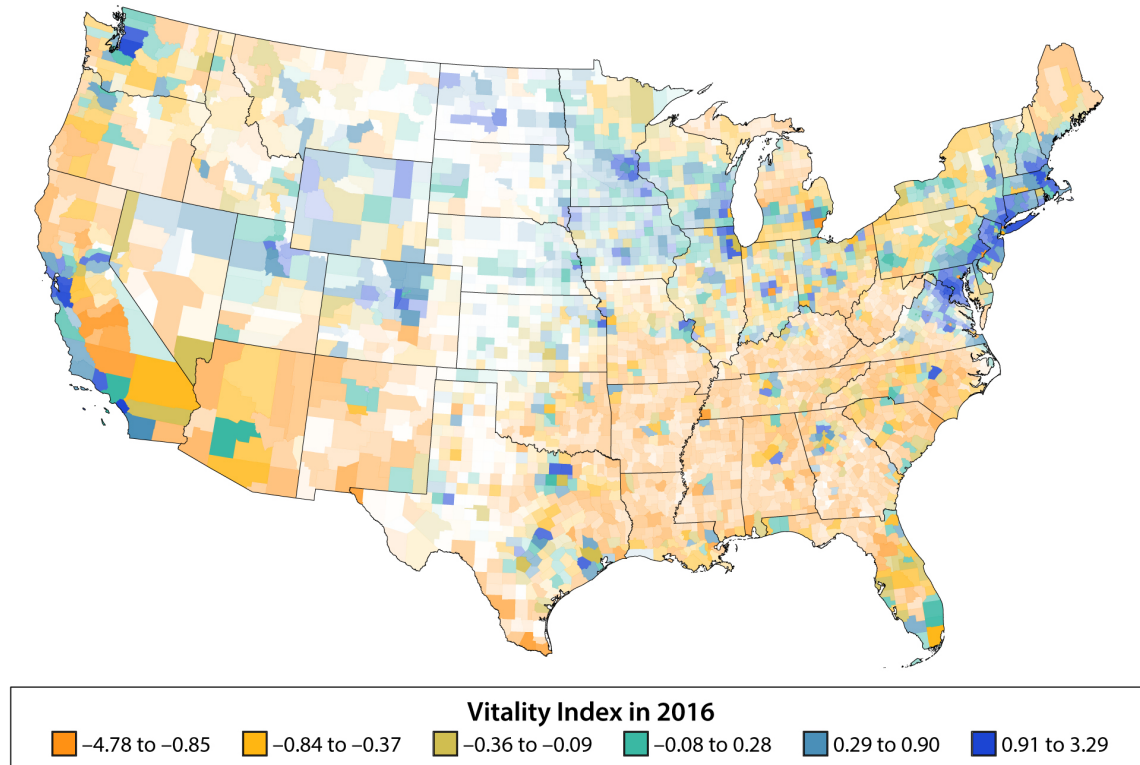 Vitality Index in 2016
–4.78 to –0.85 –0.84 to –0.37 –0.36 to –0.09 –0.08 to 0.28 0.29 to 0.90 0.91 to 3.29